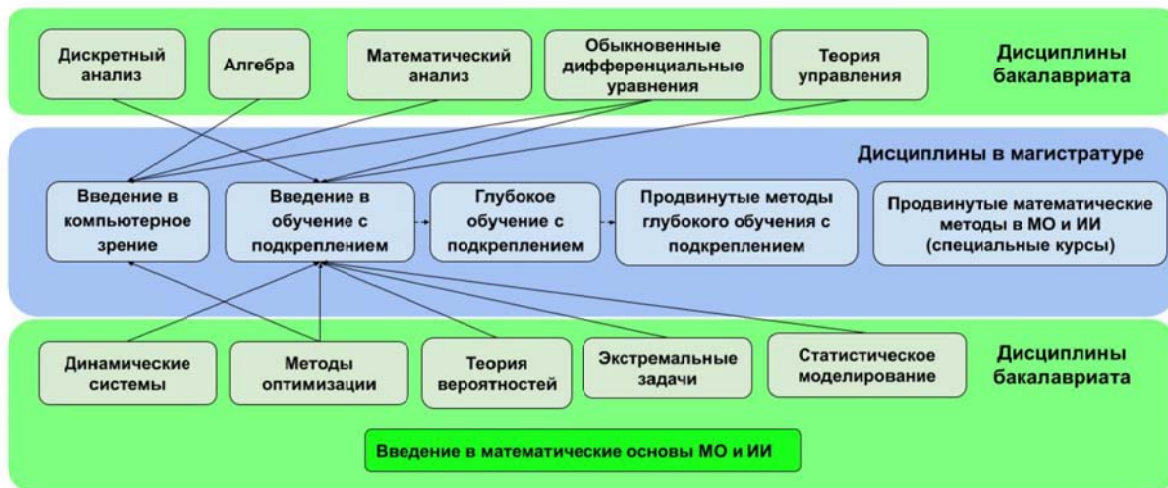 Дискретный
анализ
Алгебра
Математический
анализ
Обыкновенные
дифференциальные
уравнения
Теория
управления
Дисциплины
бакалавриата
Дисциплины в магистратуре
Введение в
компьютерное
зрение
Введение в
обучение с
подкреплением
Глубокое
обучение с
подкреплением
Продвинутые методы
глубокого обучения с
подкреплением
Продвинутые математические
методы в МО и ИИ
(специальные курсы)
Динамические
системы
Методы
оптимизации
Теория
вероятностей
Экстремальные
задачи
Статистическое
моделирование
Дисциплины
бакалавриата
Введение в математические основы МО и ИИ